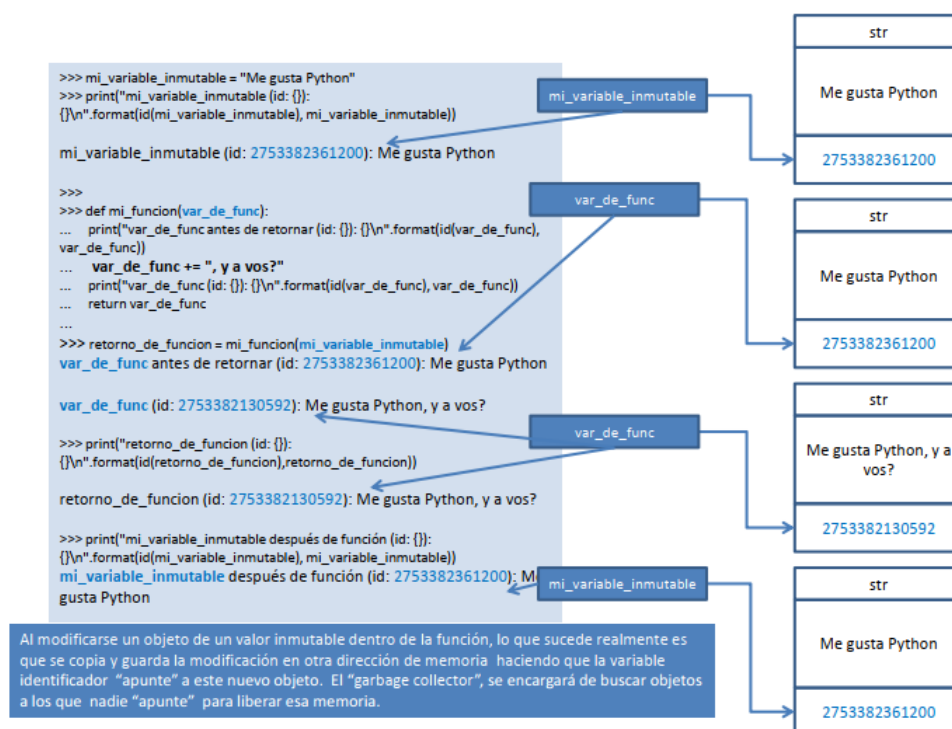 >>> mi_variable_inmutable = "Me gusta Python"
>>> print("mi_variable_inmutable (id: {}):
{}\n".format(id(mi_variable_inmutable), mi_variable_inmutable))
mi_variable_inmutable (id: 2753382361200): Me gusta Python
>>>
>>> def mi_funcion(var_de_func):
... print("var_de_func antes de retornar (id: {}): {}\n".format(id(var_de_func),
var_de_func))
... var_de_func += ", y a vos?"
... print("var_de_func (id: {}): {}\n".format(id(var_de_func), var_de_func))
... return var_de_func
...
>>> retorno_de_funcion = mi_funcion(mi_variable_inmutable)
var_de_func antes de retornar (id: 2753382361200): Me gusta Python
var_de_func (id: 2753382130592): Me gusta Python, y a vos?
>>> print("retorno_de_funcion (id: {}):
{}\n".format(id(retorno_de_funcion),retorno_de_funcion))
retorno_de_funcion (id: 2753382130592): Me gusta Python, y a vos?
>>> print("mi_variable_inmutable después de función (id: {}):
{}\n".format(id(mi_variable_inmutable), mi_variable_inmutable))
mi_variable_inmutable después de función (id: 2753382361200): Me
gusta Python
mi_variable_inmutable
str
Me gusta Python
2753382361200
var_de_func
str
Me gusta Python
2753382361200
var_de_func
str
Me gusta Python, y a
vos?
2753382130592
mi_variable_inmutable
str
Me gusta Python
2753382361200
Al modificarse un objeto de un valor inmutable dentro de la función, lo que sucede realmente es
que se copia y guarda la modificación en otra dirección de memoria haciendo que la variable
identificador "apunte" a este nuevo objeto. El "garbage collector", se encargará de buscar objetos
a los que nadie "apunte" para liberar esa memoria.